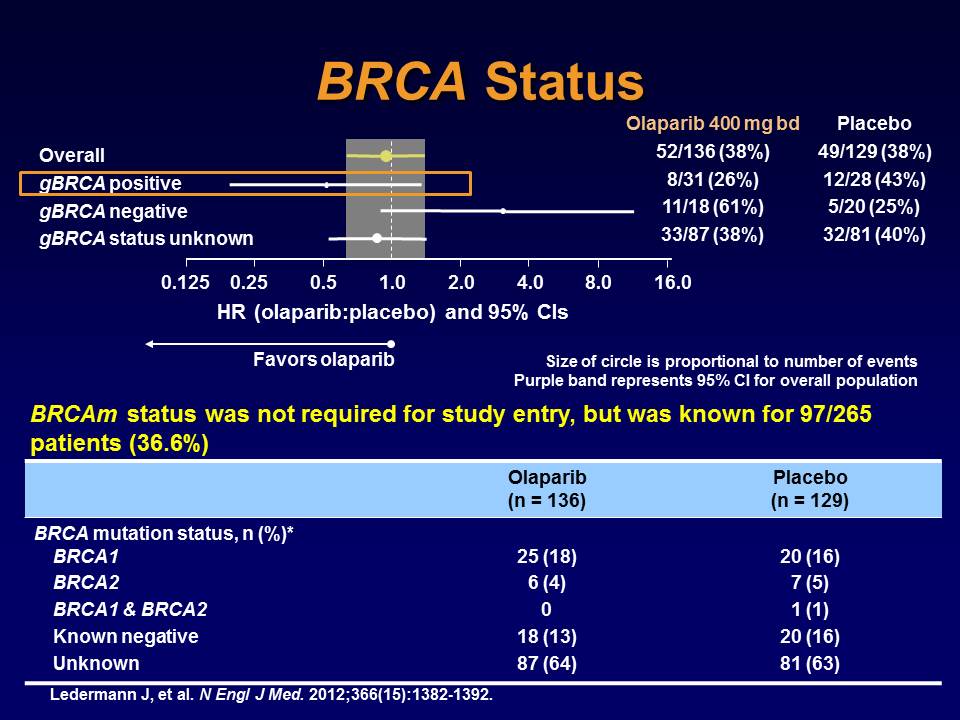 BRCA Status
Olaparib 400 mg bd Placebo
Overall 52/136 (38%) 49/129 (38%)
gBRCA positive 8/31 (26%) 12/28 (43%)
gBRCA negative 11/18 (61%) 5/20 (25%)
gBRCA status unknown 33/87 (38%) 32/81 (40%)
0.125 0.25 0.5 1.0 2.0 4.0 8.0 16.0
HR (olaparib:placebo) and 95% CIs
Favors olaparib
Size of circle is proportional to number of events
Purple band represents 95% CI for overall population
BRCAm status was not required for study entry, but was known for 97/265
patients (36.6%)
Olaparib Placebo
(n = 136) (n = 129)
BRCA mutation status, n (%)*
BRCA1 25 (18) 20 (16)
BRCA2 6 (4) 7 (5)
BRCA1 & BRCA2 0 1 (1)
Known negative 18 (13) 20 (16)
Unknown 87 (64) 81 (63)
Ledermann J, et al. N Engl J Med. 2012;366(15):1382-1392.